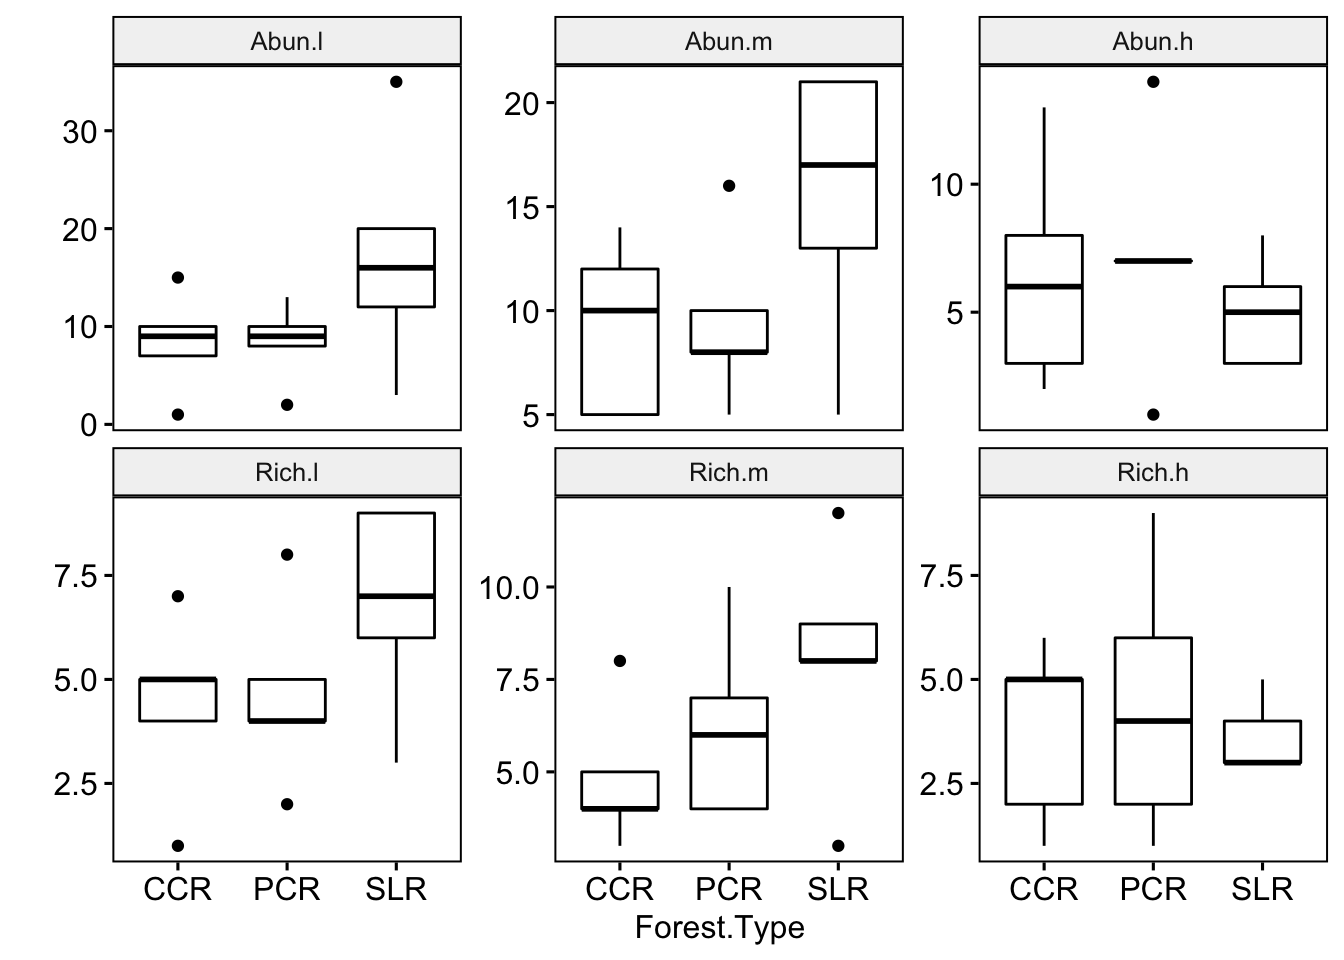 Abun.l Abun.m Abun.h
30 20 10
20 15 5
10 10
0 5
Rich.l Rich.m Rich.h
7.5 10.0 7.5
5.0 7.5 5.0
2.5 5.0 2.5
CCR PCR SLR CCR PCR SLR CCR PCR SLR
Forest.Type